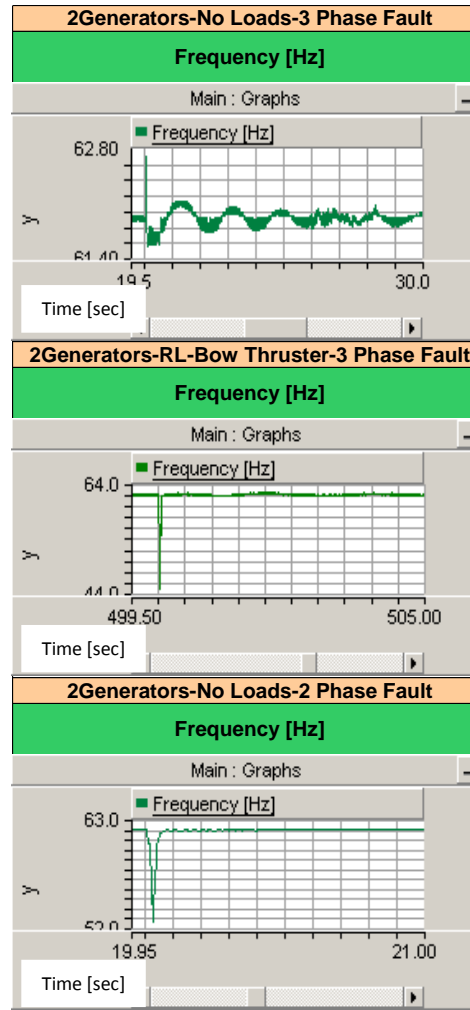 2Generators-No Loads-3 Phase Fault
Frequency [Hz]
Main : Graphs
Frequency [Hz]
62.80
y
61.40
19.5
30.0
Time [sec]
2Generators-RL-Bow Thruster-3 Phase Fault
Frequency [Hz]
Main : Graphs
Frequency [Hz]
64.0
y
44.0
499.50
505.00
Time [sec]
2Generators-No Loads-2 Phase Fault
Frequency [Hz]
Main : Graphs
Frequency [Hz]
63.0
y
52.0
19.95
21.00
Time [sec]